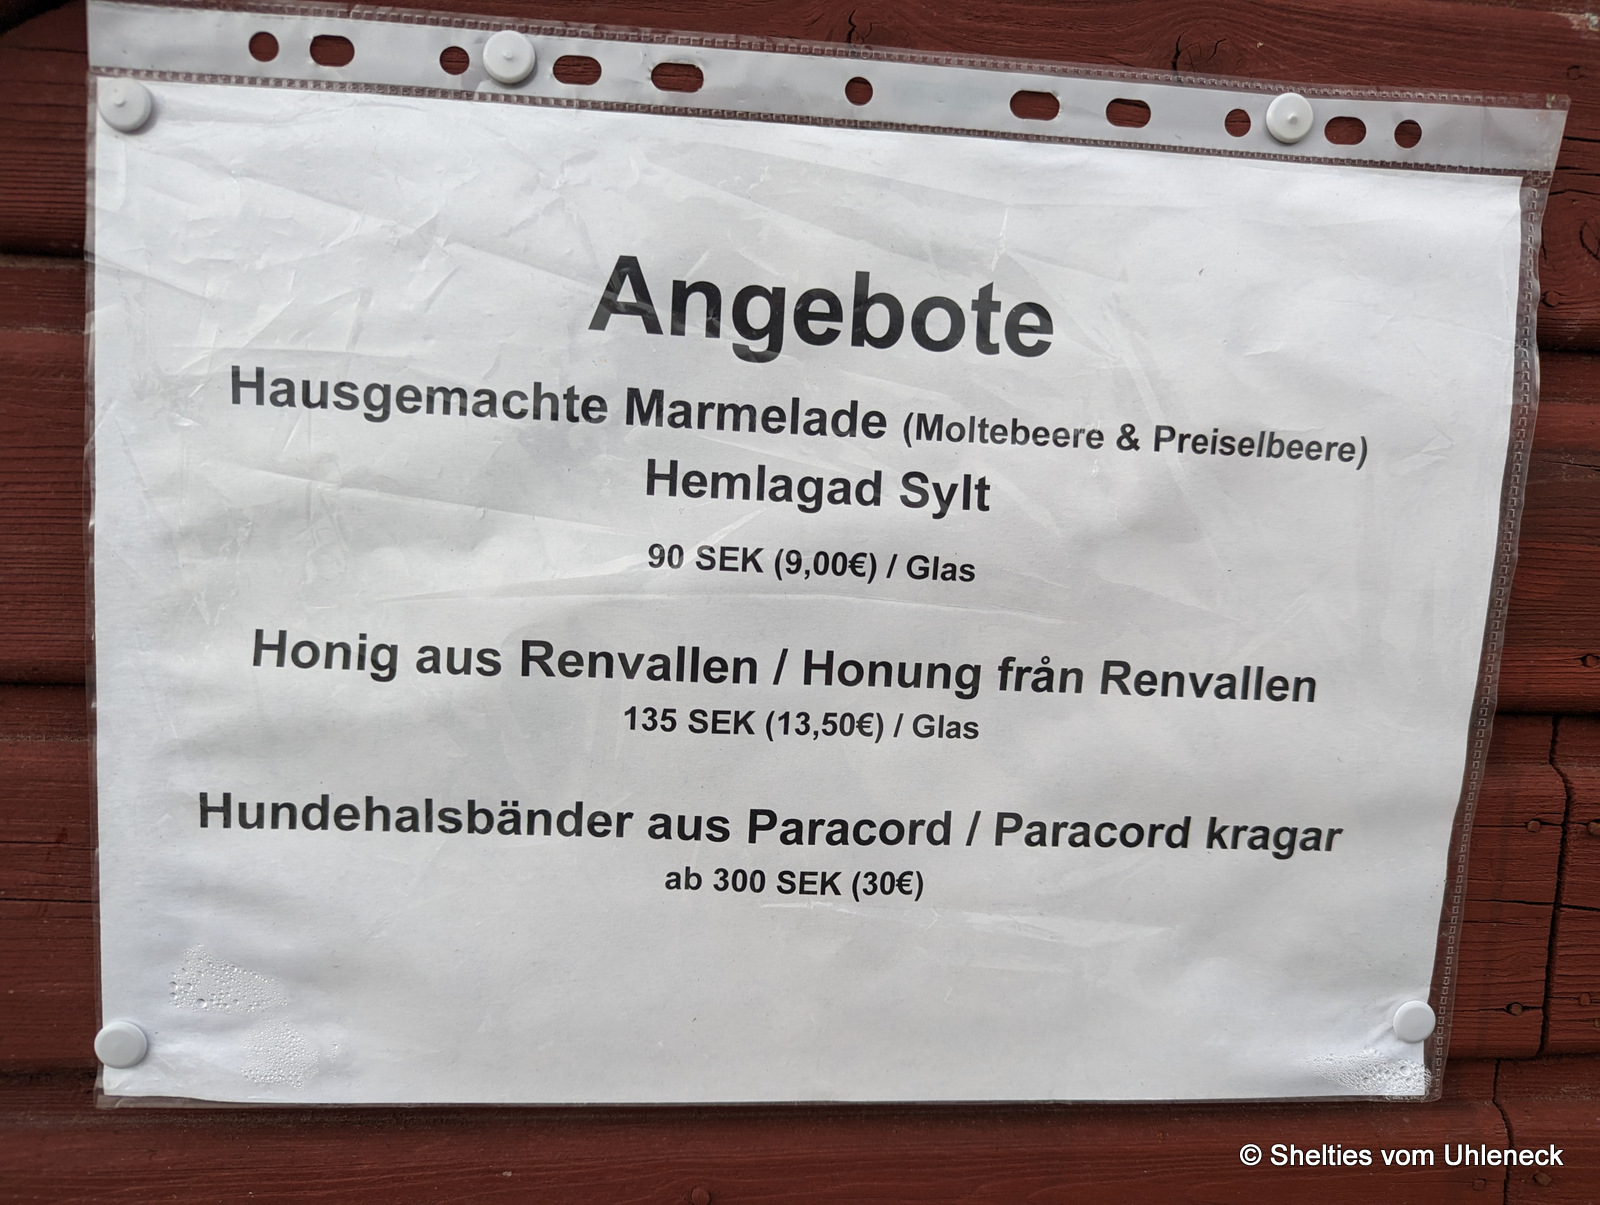 Angebote
Hausgemachte Marmelade (Moltebeere & Preiselbeere)
Hemlagad Sylt
90 SEK (9,00€) / Glas
Honig aus Renvallen / Honung från Renvallen
135 SEK (13,50€) / Glas
Hundehalsbänder aus Paracord / Paracord kragar
ab 300 SEK (30€)
© Shelties vom Uhleneck